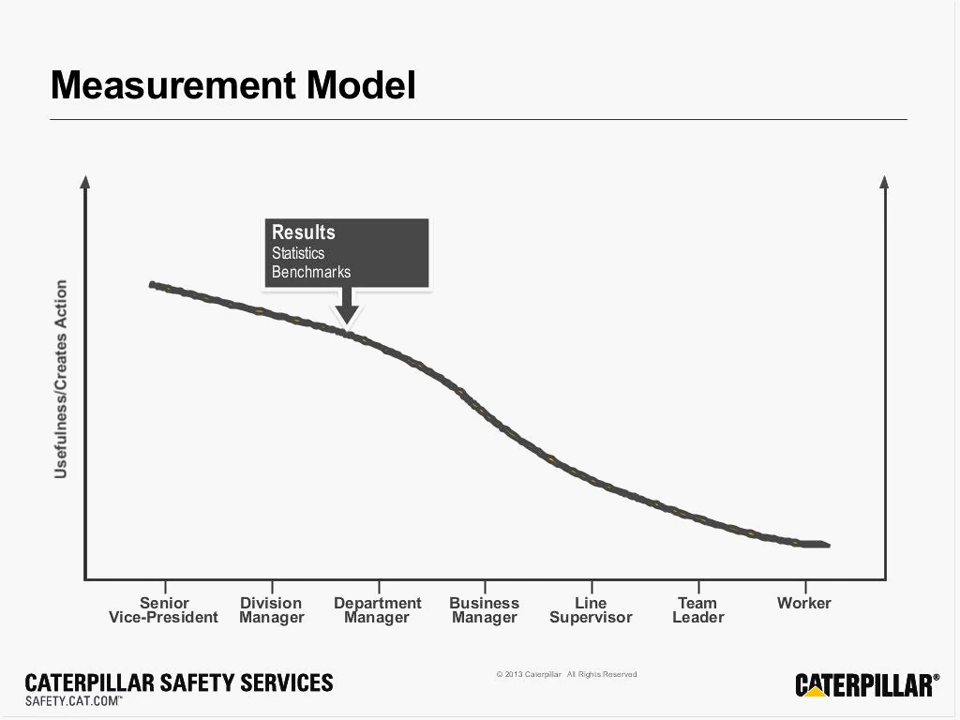 Measurement Model
Results
Statistics
Benchmarks
Usefulness/Creates Action
Senior
Vice-President
Division
Manager
Department
Manager
Business
Manager
Line
Supervisor
Team
Leader
Worker
CATERPILLAR SAFETY SERVICES
SAFETY.CAT.COM™
© 2013 Caterpillar All Rights Reserved
CATERPILLAR®